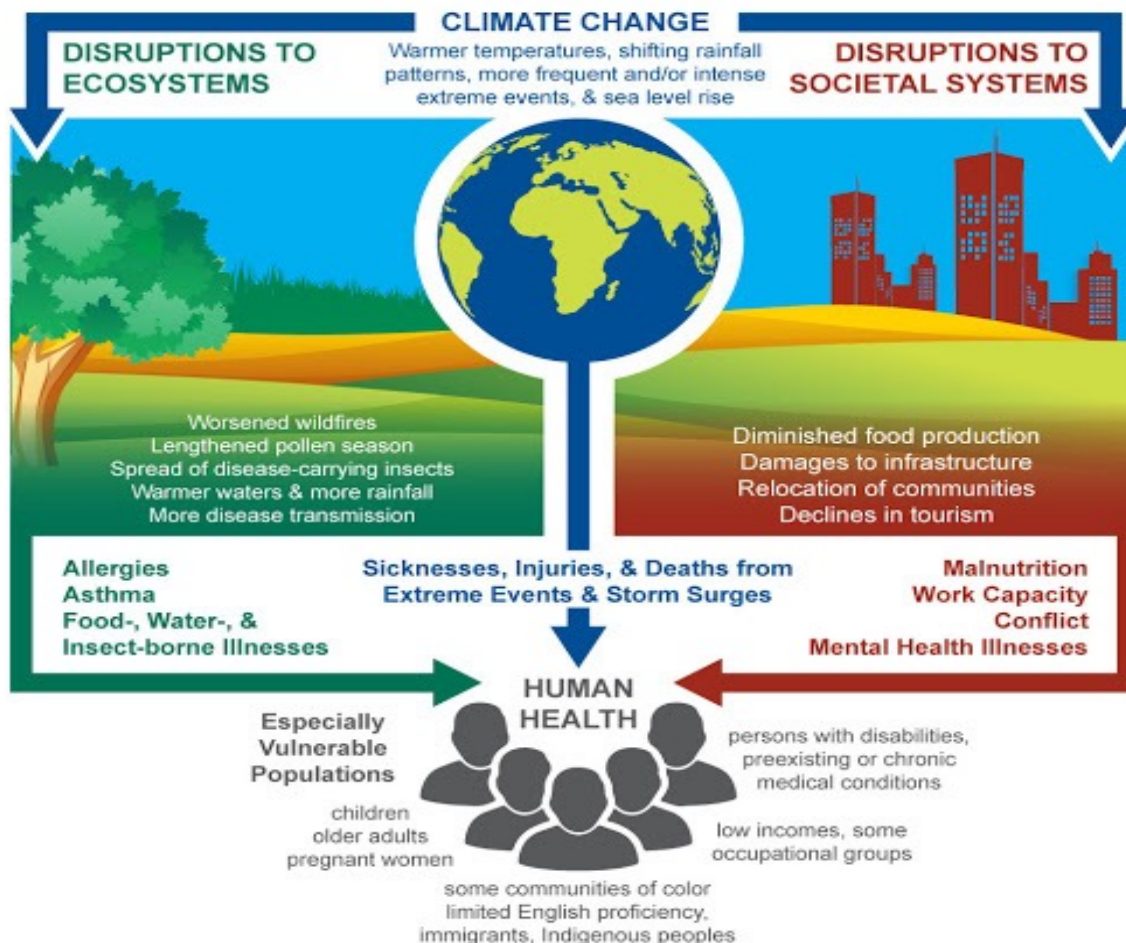 CLIMATE CHANGE
Warmer temperatures, shifting rainfall
patterns, more frequent and/or intense
extreme events, & sea level rise
DISRUPTIONS TO
ECOSYSTEMS
DISRUPTIONS TO
SOCIETAL SYSTEMS
Worsened wildfires
Lengthened pollen season
Spread of disease-carrying insects
Warmer waters & more rainfall
More disease transmission
Diminished food production
Damages to infrastructure
Relocation of communities
Declines in tourism
Allergies
Asthma
Food-, Water-, &
Insect-borne Illnesses
Sicknesses, Injuries, & Deaths from
Extreme Events & Storm Surges
Malnutrition
Work Capacity
Conflict
Mental Health Illnesses
HUMAN
HEALTH
Especially
Vulnerable
Populations
children
older adults
pregnant women
some communities of color
limited English proficiency,
immigrants, Indigenous peoples
low incomes, some
occupational groups
persons with disabilities,
preexisting or chronic
medical conditions